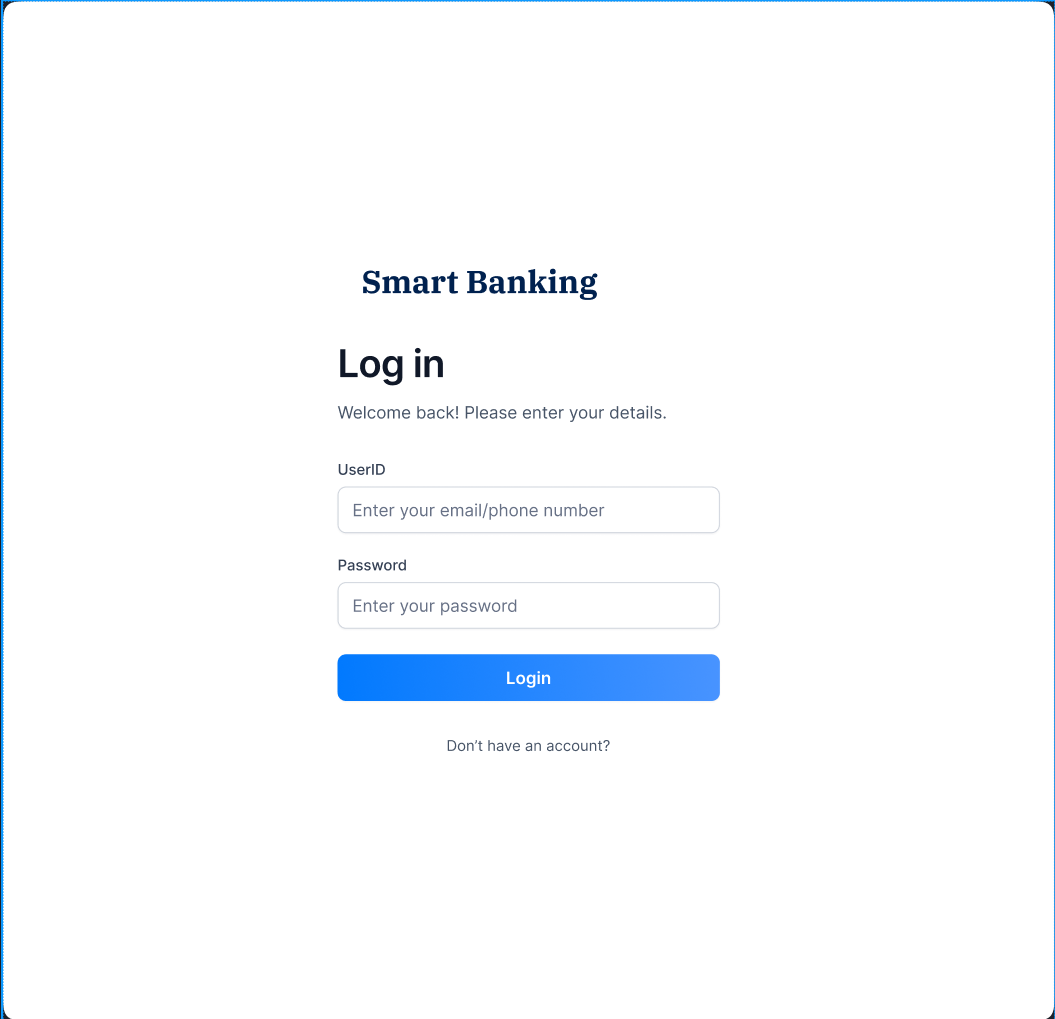 Smart Banking
Log in
Welcome back! Please enter your details.
UserID
Enter your email/phone number
Password
Enter your password
Login
Don’t have an account?